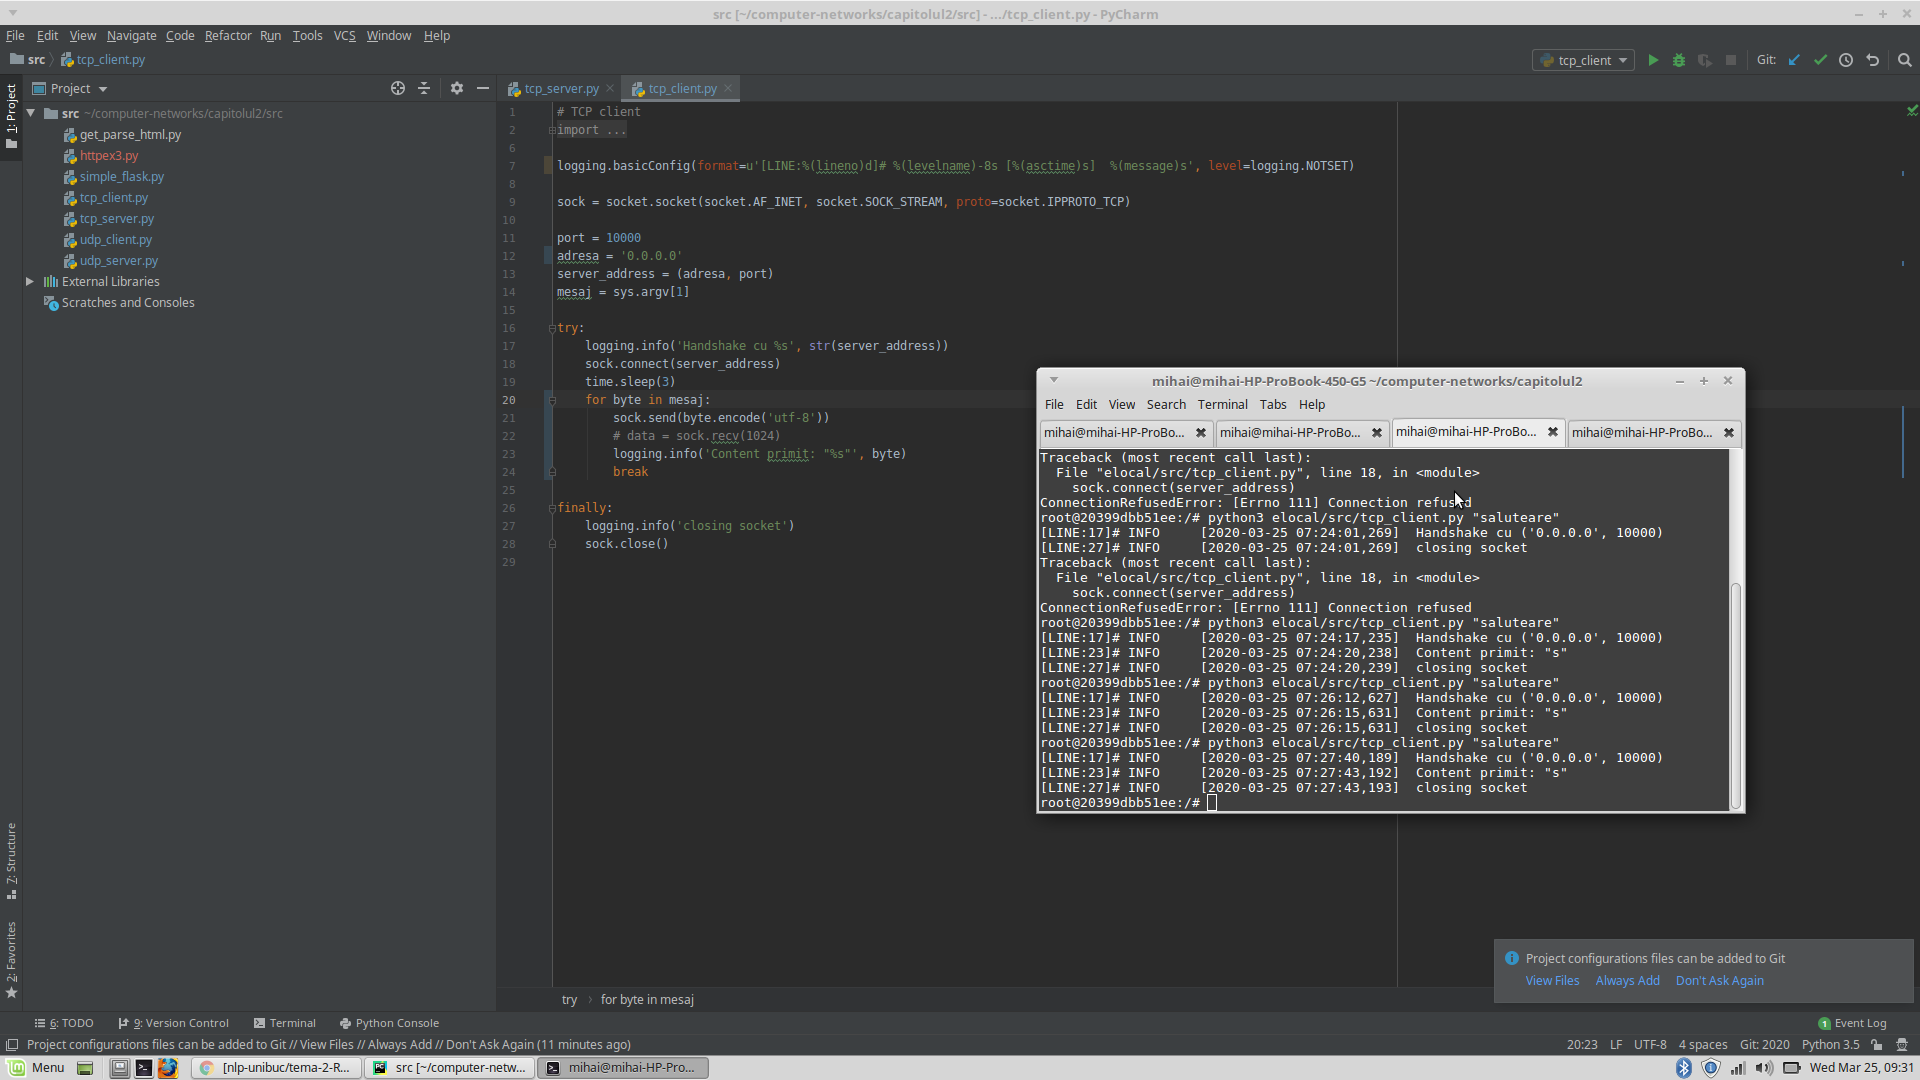 src [~/computer-networks/capitolul2/src] - .../tcp_client.py - PyCharm
File Edit View Navigate Code Refactor Run Tools VCS Window Help
src tcp_client.py
tcp_client Git:
Project
tcp_server.py tcp_client.py
1: Project
7: Structure
2: Favorites
src ~/computer-networks/capitolul2/src
get_parse_html.py
httpex3.py
simple_flask.py
tcp_client.py
tcp_server.py
udp_client.py
udp_server.py
External Libraries
Scratches and Consoles
1 # TCP client
2 import ...
6
7 logging.basicConfig(format=u'[LINE:%(lineno)d]# %(levelname)-8s [%(asctime)s]  %(message)s', level=logging.NOTSET)
8
9 sock = socket.socket(socket.AF_INET, socket.SOCK_STREAM, proto=socket.IPPROTO_TCP)
10
11 port = 10000
12 adresa = '0.0.0.0'
13 server_address = (adresa, port)
14 mesaj = sys.argv[1]
15
16 try:
17     logging.info('Handshake cu %s', str(server_address))
18     sock.connect(server_address)
19     time.sleep(3)
20     for byte in mesaj:
21         sock.send(byte.encode('utf-8'))
22         # data = sock.recv(1024)
23         logging.info('Content primit: "%s"', byte)
24         break
25
26 finally:
27     logging.info('closing socket')
28     sock.close()
29
try › for byte in mesaj
mihai@mihai-HP-ProBook-450-G5 ~/computer-networks/capitolul2
File Edit View Search Terminal Tabs Help
mihai@mihai-HP-ProBo... mihai@mihai-HP-ProBo... mihai@mihai-HP-ProBo... mihai@mihai-HP-ProBo...
Traceback (most recent call last):
  File "elocal/src/tcp_client.py", line 18, in <module>
    sock.connect(server_address)
ConnectionRefusedError: [Errno 111] Connection refused
root@20399dbb51ee:/# python3 elocal/src/tcp_client.py "saluteare"
[LINE:17]# INFO     [2020-03-25 07:24:01,269]  Handshake cu ('0.0.0.0', 10000)
[LINE:27]# INFO     [2020-03-25 07:24:01,269]  closing socket
Traceback (most recent call last):
  File "elocal/src/tcp_client.py", line 18, in <module>
    sock.connect(server_address)
ConnectionRefusedError: [Errno 111] Connection refused
root@20399dbb51ee:/# python3 elocal/src/tcp_client.py "saluteare"
[LINE:17]# INFO     [2020-03-25 07:24:17,235]  Handshake cu ('0.0.0.0', 10000)
[LINE:23]# INFO     [2020-03-25 07:24:20,238]  Content primit: "s"
[LINE:27]# INFO     [2020-03-25 07:24:20,239]  closing socket
root@20399dbb51ee:/# python3 elocal/src/tcp_client.py "saluteare"
[LINE:17]# INFO     [2020-03-25 07:26:12,627]  Handshake cu ('0.0.0.0', 10000)
[LINE:23]# INFO     [2020-03-25 07:26:15,631]  Content primit: "s"
[LINE:27]# INFO     [2020-03-25 07:26:15,631]  closing socket
root@20399dbb51ee:/# python3 elocal/src/tcp_client.py "saluteare"
[LINE:17]# INFO     [2020-03-25 07:27:40,189]  Handshake cu ('0.0.0.0', 10000)
[LINE:23]# INFO     [2020-03-25 07:27:43,192]  Content primit: "s"
[LINE:27]# INFO     [2020-03-25 07:27:43,193]  closing socket
root@20399dbb51ee:/#
Project configurations files can be added to Git
View Files Always Add Don't Ask Again
6: TODO 9: Version Control Terminal Python Console 1 Event Log
Project configurations files can be added to Git // View Files // Always Add // Don't Ask Again (11 minutes ago) 20:23 LF UTF-8 4 spaces Git: 2020 Python 3.5
Menu [nlp-unibuc/tema-2-R... src [~/computer-netw... mihai@mihai-HP-Pro... Wed Mar 25, 09:31